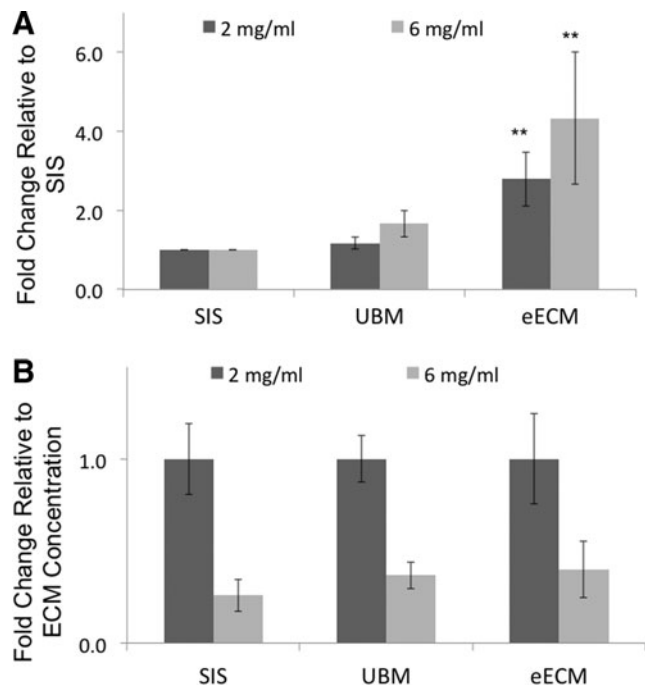 A
2 mg/ml 6 mg/ml
Fold Change Relative to
SIS
6.0
4.0
2.0
0.0
**
**
SIS UBM eECM
B
2 mg/ml 6 mg/ml
Fold Change Relative to
ECM Concentration
1.0
0.0
SIS UBM eECM